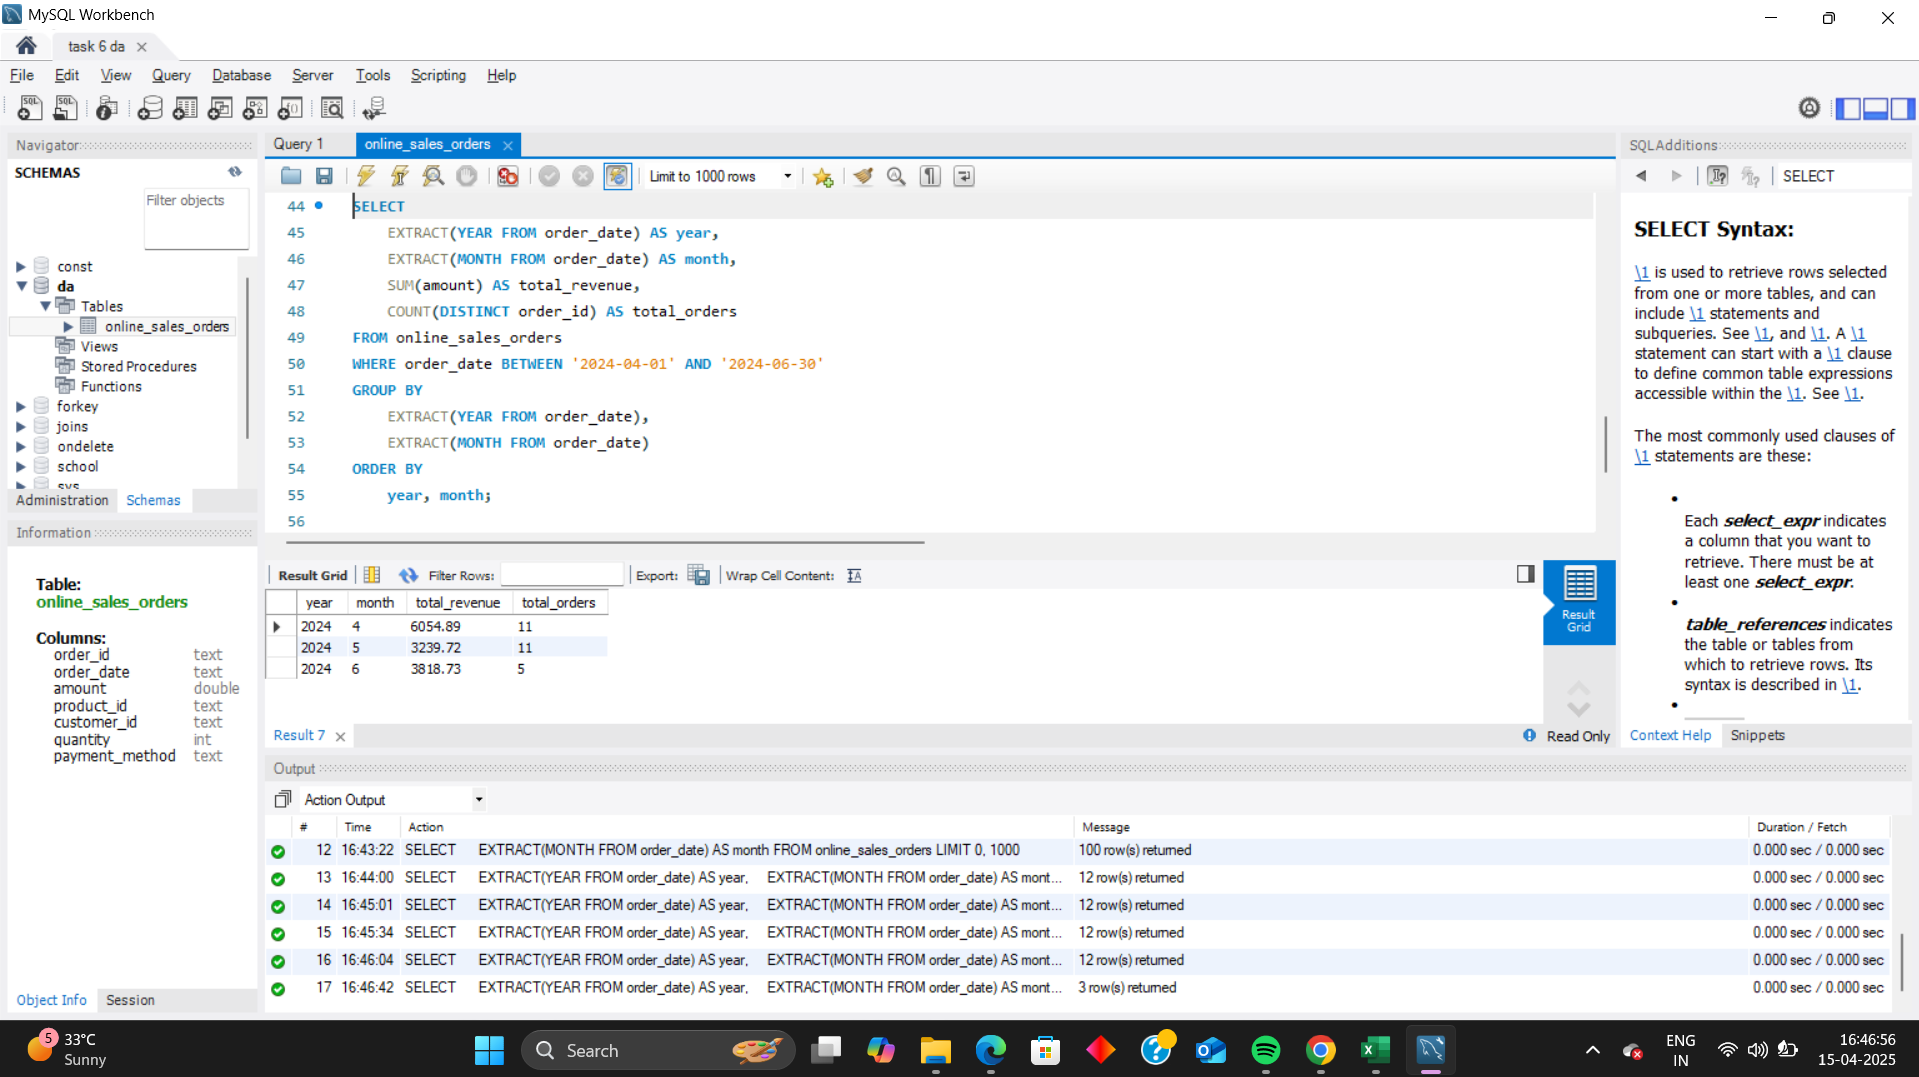 MySQL Workbench
task 6 da
File Edit View Query Database Server Tools Scripting Help
Navigator
SCHEMAS
Filter objects
const
da
Tables
online_sales_orders
Views
Stored Procedures
Functions
forkey
joins
ondelete
school
sys
Administration Schemas
Information
Table:
online_sales_orders
Columns:
order_id text
order_date text
amount double
product_id text
customer_id text
quantity int
payment_method text
Object Info Session
Query 1 online_sales_orders
Limit to 1000 rows
44 SELECT
45 EXTRACT(YEAR FROM order_date) AS year,
46 EXTRACT(MONTH FROM order_date) AS month,
47 SUM(amount) AS total_revenue,
48 COUNT(DISTINCT order_id) AS total_orders
49 FROM online_sales_orders
50 WHERE order_date BETWEEN '2024-04-01' AND '2024-06-30'
51 GROUP BY
52 EXTRACT(YEAR FROM order_date),
53 EXTRACT(MONTH FROM order_date)
54 ORDER BY
55 year, month;
56
Result Grid Filter Rows: Export: Wrap Cell Content:
year month total_revenue total_orders
2024 4 6054.89 11
2024 5 3239.72 11
2024 6 3818.73 5
Result
Grid
Result 7
Read Only
SQLAdditions
SELECT
SELECT Syntax:
\1 is used to retrieve rows selected
from one or more tables, and can
include \1 statements and
subqueries. See \1, and \1. A \1
statement can start with a \1 clause
to define common table expressions
accessible within the \1. See \1.
The most commonly used clauses of
\1 statements are these:
•
Each select_expr indicates
a column that you want to
retrieve. There must be at
least one select_expr.
•
table_references indicates
the table or tables from
which to retrieve rows. Its
syntax is described in \1.
•
Context Help Snippets
Output
Action Output
# Time Action Message Duration / Fetch
12 16:43:22 SELECT EXTRACT(MONTH FROM order_date) AS month FROM online_sales_orders LIMIT 0, 1000 100 row(s) returned 0.000 sec / 0.000 sec
13 16:44:00 SELECT EXTRACT(YEAR FROM order_date) AS year, EXTRACT(MONTH FROM order_date) AS mont... 12 row(s) returned 0.000 sec / 0.000 sec
14 16:45:01 SELECT EXTRACT(YEAR FROM order_date) AS year, EXTRACT(MONTH FROM order_date) AS mont... 12 row(s) returned 0.000 sec / 0.000 sec
15 16:45:34 SELECT EXTRACT(YEAR FROM order_date) AS year, EXTRACT(MONTH FROM order_date) AS mont... 12 row(s) returned 0.000 sec / 0.000 sec
16 16:46:04 SELECT EXTRACT(YEAR FROM order_date) AS year, EXTRACT(MONTH FROM order_date) AS mont... 12 row(s) returned 0.000 sec / 0.000 sec
17 16:46:42 SELECT EXTRACT(YEAR FROM order_date) AS year, EXTRACT(MONTH FROM order_date) AS mont... 3 row(s) returned 0.000 sec / 0.000 sec
5
33°C
Sunny
Search
ENG
IN
16:46:56
15-04-2025